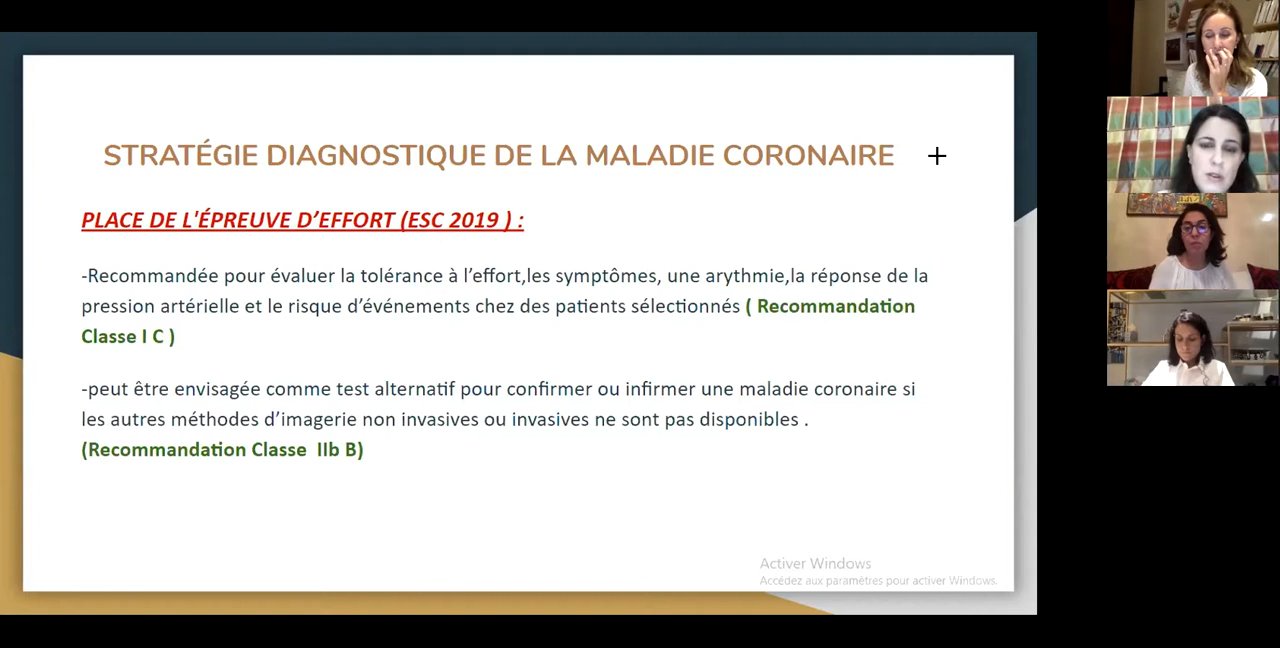 STRATÉGIE DIAGNOSTIQUE DE LA MALADIE CORONAIRE
PLACE DE L'ÉPREUVE D’EFFORT (ESC 2019 ) :
-Recommandée pour évaluer la tolérance à l’effort,les symptômes, une arythmie,la réponse de la
pression artérielle et le risque d’événements chez des patients sélectionnés ( Recommandation
Classe I C )
-peut être envisagée comme test alternatif pour confirmer ou infirmer une maladie coronaire si
les autres méthodes d’imagerie non invasives ou invasives ne sont pas disponibles .
(Recommandation Classe  IIb B)
Activer Windows
Accédez aux paramètres pour activer Windows.